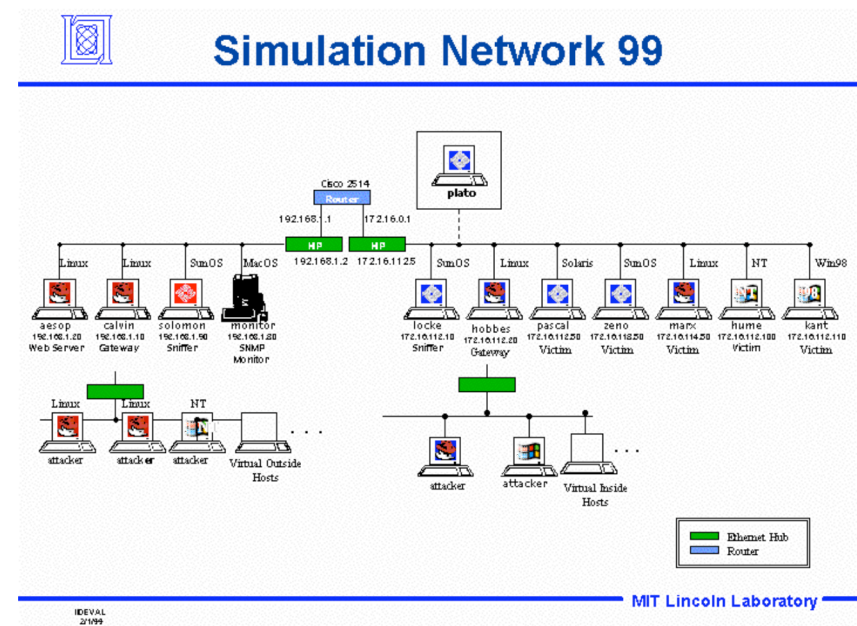 Simulation Network 99
plato
Cisco 2514
Router
192.168.1.1 172.16.0.1
HP HP
192.168.1.2 172.16.112.5
Linux Linux SunOS MacOS SunOS Linux Solaris SunOS Linux NT Win98
aesop calvin solomon monitor locke hobbes pascal zeno marx hume kant
192.168.1.20 192.168.1.10 192.168.1.90 192.168.1.80 172.16.112.10 172.16.112.20 172.16.112.50 172.16.118.50 172.16.114.50 172.16.112.100 172.16.112.110
Web Server Gateway Sniffer SNMP Sniffer Gateway Victim Victim Victim Victim Victim
Monitor
Linux Linux NT
. . .
attacker attacker attacker Virtual Outside
Hosts
. . .
attacker attacker Virtual Inside
Hosts
Ethernet Hub
Router
MIT Lincoln Laboratory
IDEVAL
2/1/99